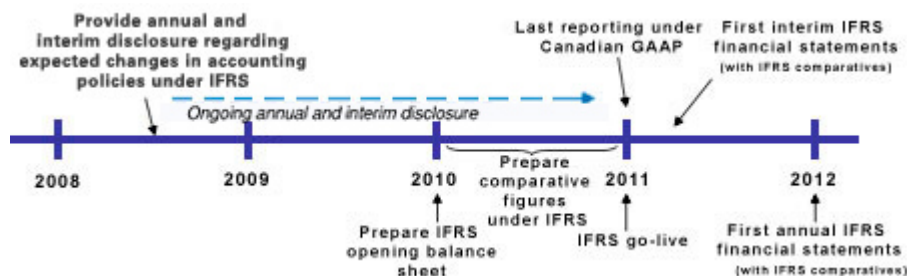 Provide annual and
interim disclosure regarding
expected changes in accounting
policies under IFRS
Last reporting under
Canadian GAAP
First interim IFRS
financial statements
(with IFRS comparatives)
Ongoing annual and interim disclosure
2008
2009
2010
2011
2012
Prepare
comparative
figures
under IFRS
Prepare IFRS
opening balance
sheet
IFRS go-live
First annual IFRS
financial statements
(with IFRS comparatives)